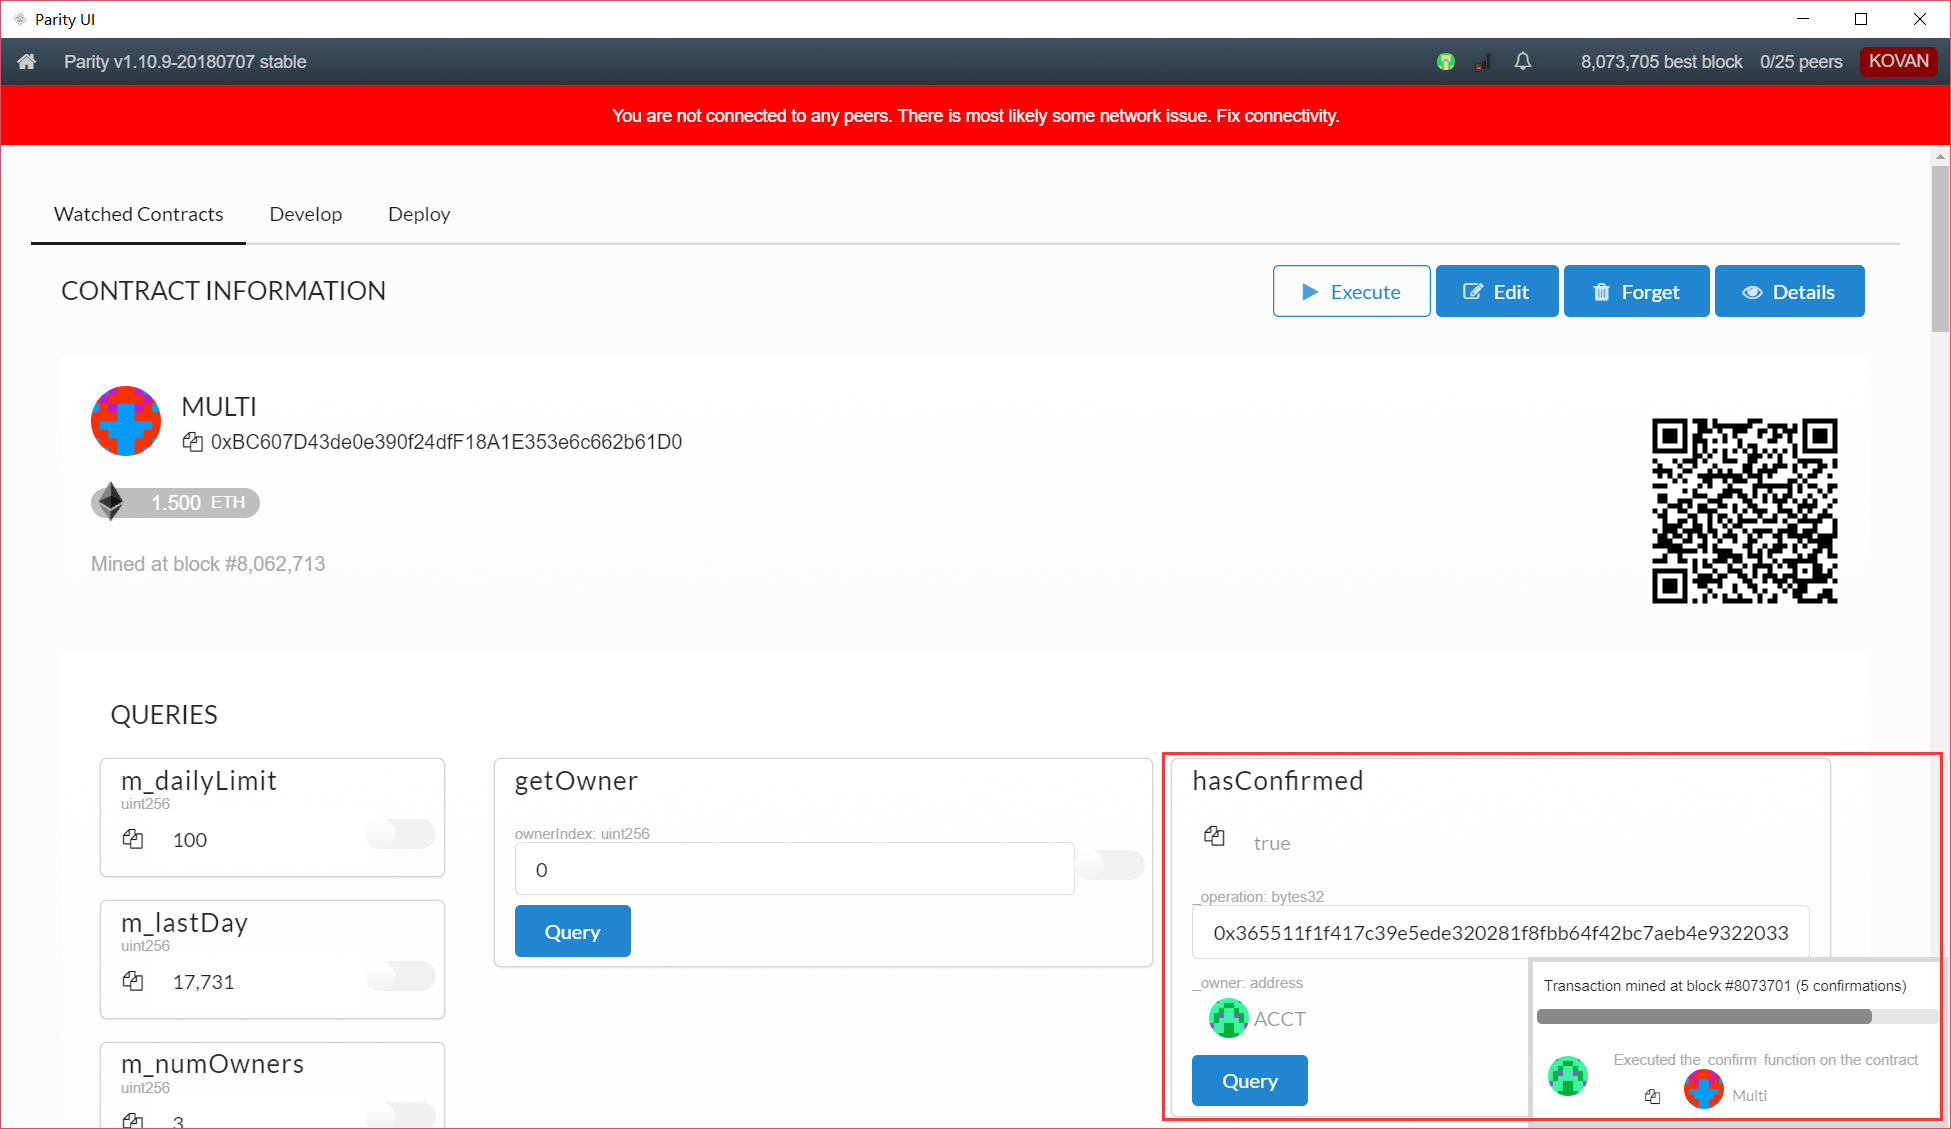 Parity UI
Parity v1.10.9-20180707 stable
8,073,705 best block
0/25 peers
KOVAN
You are not connected to any peers. There is most likely some network issue. Fix connectivity.
Watched Contracts
Develop
Deploy
CONTRACT INFORMATION
Execute
Edit
Forget
Details
MULTI
0xBC607D43de0e390f24dfF18A1E353e6c662b61D0
1.500 ETH
Mined at block #8,062,713
QUERIES
m_dailyLimit
uint256
100
m_lastDay
uint256
17,731
m_numOwners
uint256
3
getOwner
ownerIndex: uint256
0
Query
hasConfirmed
true
_operation: bytes32
0x365511f1f417c39e5ede320281f8fbb64f42bc7aeb4e9322033
_owner: address
ACCT
Query
Transaction mined at block #8073701 (5 confirmations)
Executed the confirm function on the contract
Multi